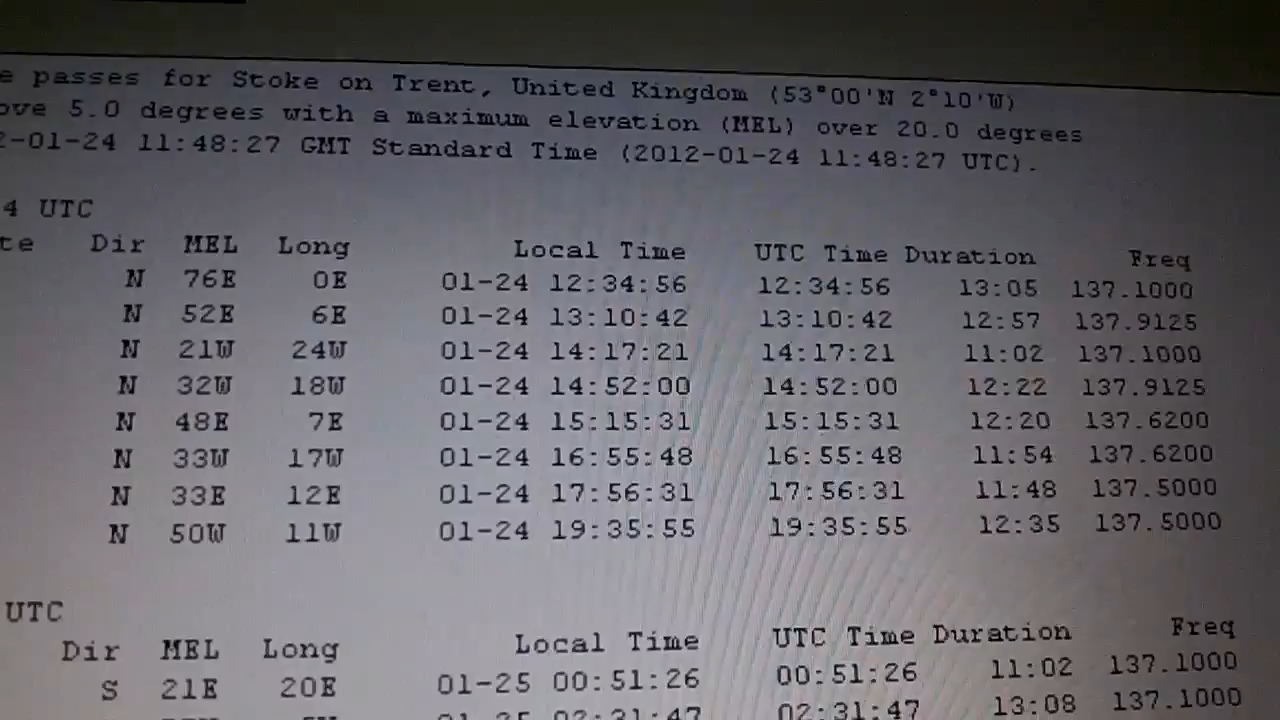 e passes for Stoke on Trent, United Kingdom (53°00'N 2°10'W)
ove 5.0 degrees with a maximum elevation (MEL) over 20.0 degrees
2-01-24 11:48:27 GMT Standard Time (2012-01-24 11:48:27 UTC).
4 UTC
te Dir MEL Long Local Time UTC Time Duration Freq
N 76E 0E 01-24 12:34:56 12:34:56 13:05 137.1000
N 52E 6E 01-24 13:10:42 13:10:42 12:57 137.9125
N 21W 24W 01-24 14:17:21 14:17:21 11:02 137.1000
N 32W 18W 01-24 14:52:00 14:52:00 12:22 137.9125
N 48E 7E 01-24 15:15:31 15:15:31 12:20 137.6200
N 33W 17W 01-24 16:55:48 16:55:48 11:54 137.6200
N 33E 12E 01-24 17:56:31 17:56:31 11:48 137.5000
N 50W 11W 01-24 19:35:55 19:35:55 12:35 137.5000
UTC
Dir MEL Long Local Time UTC Time Duration Freq
S 21E 20E 01-25 00:51:26 00:51:26 11:02 137.1000
01-25 02:31:47 02:31:47 13:08 137.1000